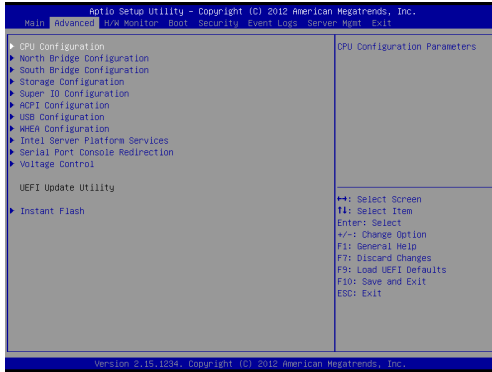 Aptio Setup Utility – Copyright (C) 2012 American Megatrends, Inc.
Main Advanced H/W Monitor Boot Security Event Logs Server Mgmt Exit
CPU Configuration
North Bridge Configuration
South Bridge Configuration
Storage Configuration
Super IO Configuration
ACPI Configuration
USB Configuration
WHEA Configuration
Intel Server Platform Services
Serial Port Console Redirection
Voltage Control
UEFI Update Utility
Instant Flash
CPU Configuration Parameters
↔: Select Screen
↑↓: Select Item
Enter: Select
+/-: Change Option
F1: General Help
F7: Discard Changes
F9: Load UEFI Defaults
F10: Save and Exit
ESC: Exit
Version 2.15.1234. Copyright (C) 2012 American Megatrends, Inc.